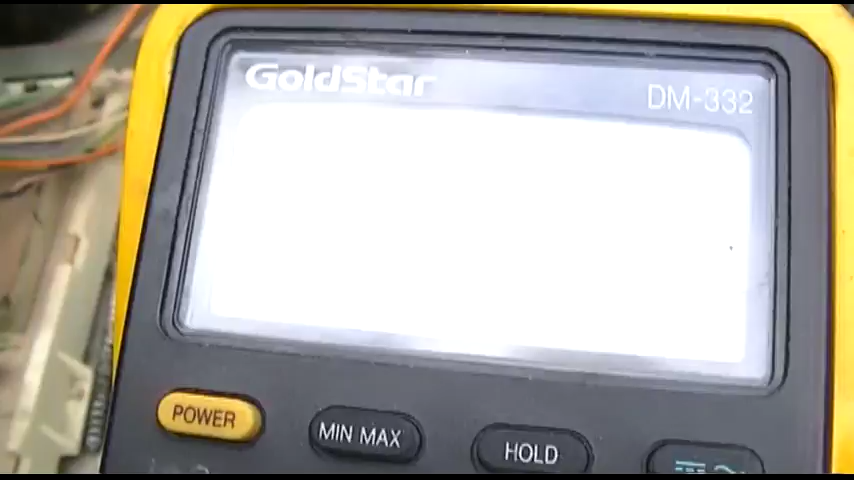 GoldStar
DM-332
POWER
MIN MAX
HOLD